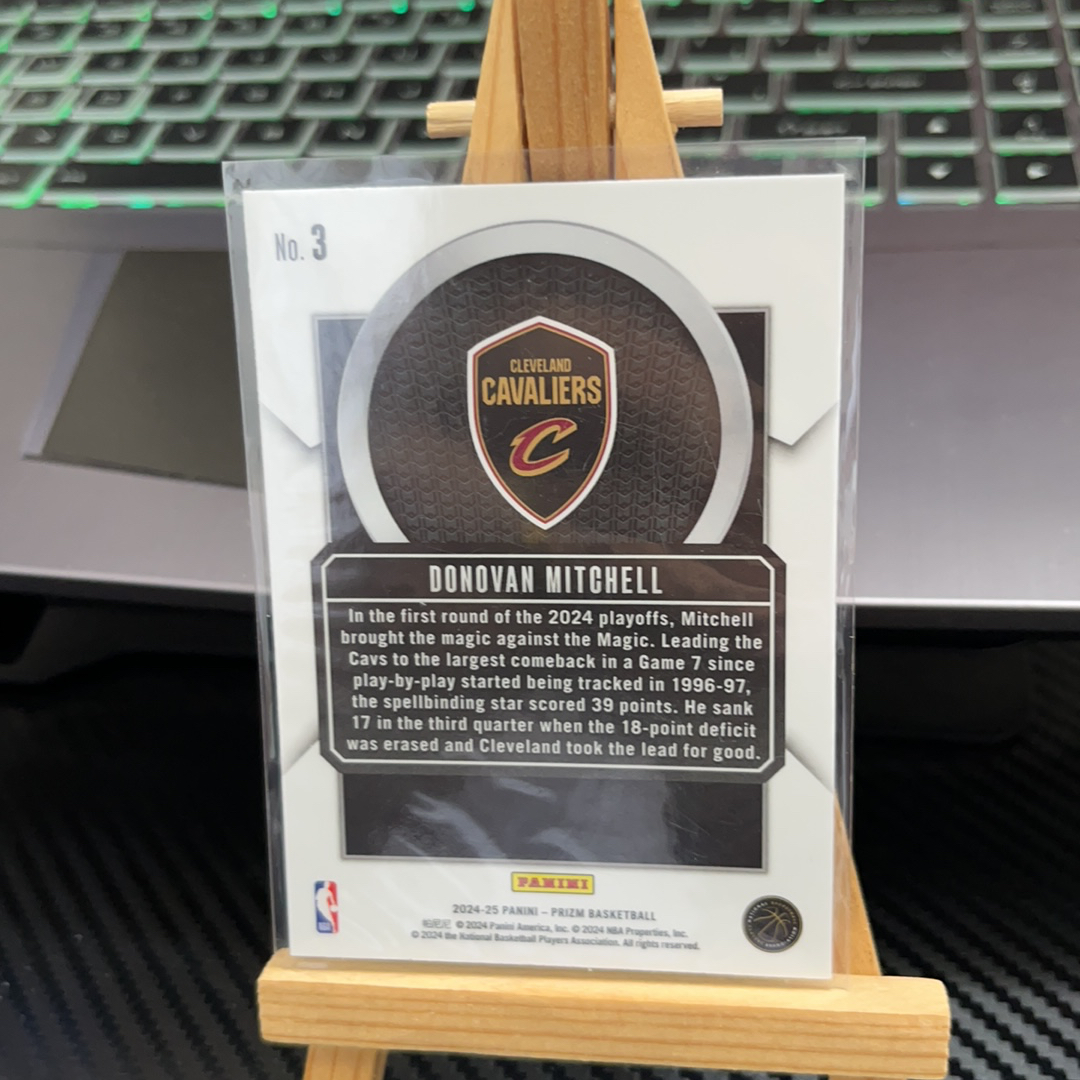 No. 3
CLEVELAND
CAVALIERS
C
DONOVAN MITCHELL
In the first round of the 2024 playoffs, Mitchell
brought the magic against the Magic. Leading the
Cavs to the largest comeback in a Game 7 since
play-by-play started being tracked in 1996-97,
the spellbinding star scored 39 points. He sank
17 in the third quarter when the 18-point deficit
was erased and Cleveland took the lead for good.
PANINI
2024-25 PANINI – PRIZM BASKETBALL
© 2024 Panini America, Inc. © 2024 NBA Properties, Inc.
© 2024 the National Basketball Players Association. All rights reserved.